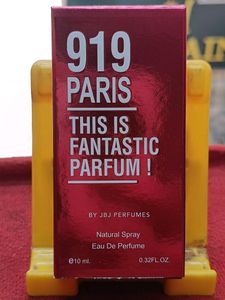 919
PARIS
THIS IS
FANTASTIC
PARFUM !
BY JBJ PERFUMES
Natural Spray
Eau De Perfume
℮10 ml. 0.32FL.OZ.